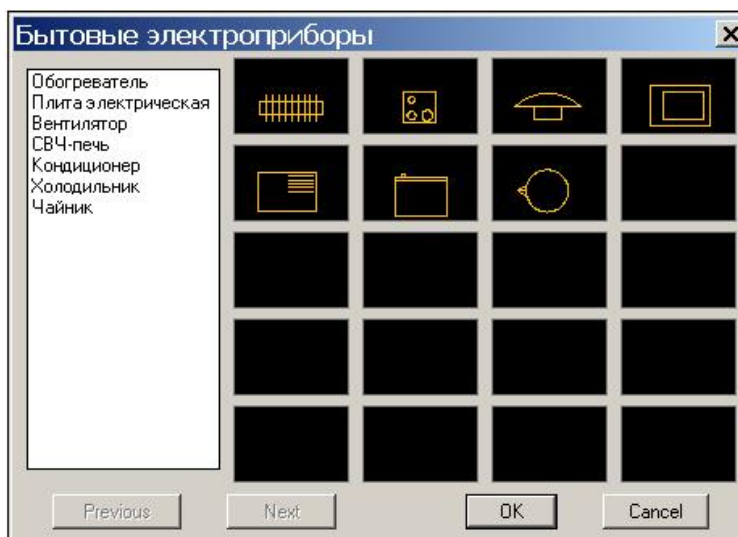 Бытовые электроприборы
Обогреватель
Плита электрическая
Вентилятор
СВЧ-печь
Кондиционер
Холодильник
Чайник
Previous
Next
OK
Cancel